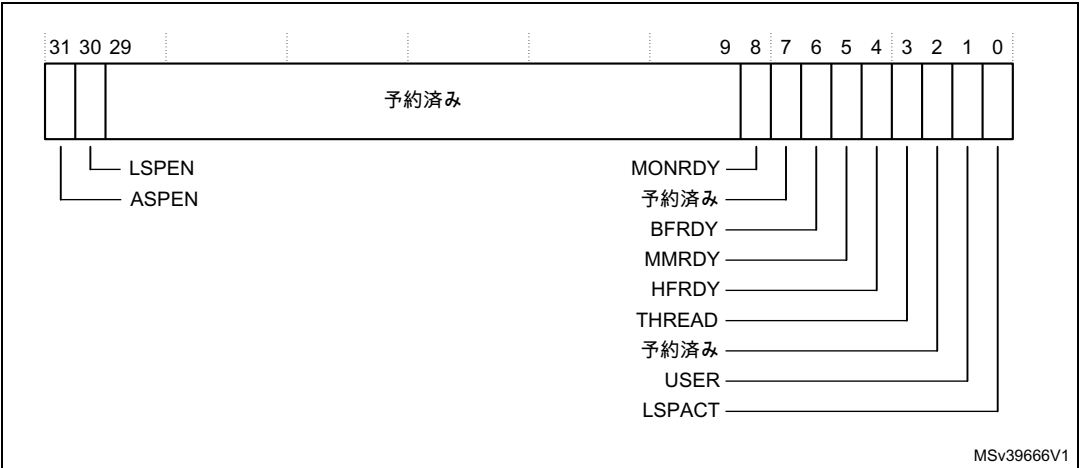 31 30 29 9 8 7 6 5 4 3 2 1 0
予約済み
LSPEN
ASPEN
MONRDY
予約済み
BFRDY
MMRDY
HFRDY
THREAD
予約済み
USER
LSPACT
MSv39666V1